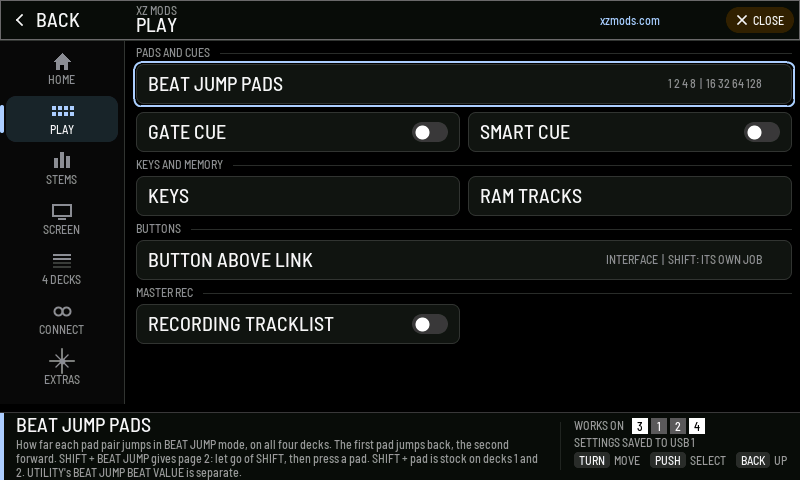 BACK
XZ MODS
PLAY
xzmods.com
CLOSE
HOME
PLAY
STEMS
SCREEN
4 DECKS
CONNECT
EXTRAS
PADS AND CUES
BEAT JUMP PADS
1 2 4 8 | 16 32 64 128
GATE CUE
SMART CUE
KEYS AND MEMORY
KEYS
RAM TRACKS
BUTTONS
BUTTON ABOVE LINK
INTERFACE | SHIFT: ITS OWN JOB
MASTER REC
RECORDING TRACKLIST
BEAT JUMP PADS
How far each pad pair jumps in BEAT JUMP mode, on all four decks. The first pad jumps back, the second
forward. SHIFT + BEAT JUMP gives page 2: let go of SHIFT, then press a pad. SHIFT + pad is stock on decks 1 and
2. UTILITY's BEAT JUMP BEAT VALUE is separate.
WORKS ON 3 1 2 4
SETTINGS SAVED TO USB 1
TURN MOVE PUSH SELECT BACK UP